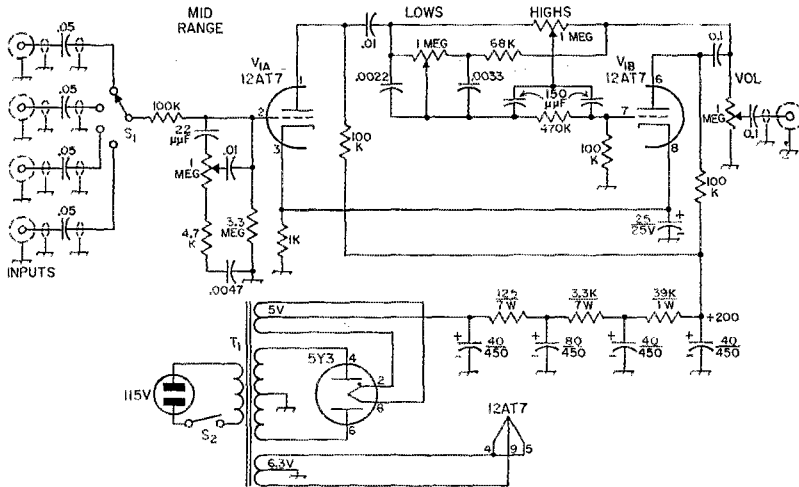 MID
RANGE
LOWS
HIGHS
.05
.05
.05
.05
INPUTS
S1
100K
22
μμF
1
MEG
.01
4.7
K
3.3
MEG
.0047
V1A
12AT7
1
2
3
1K
100
K
.01
1 MEG
68K
1 MEG
.0022
.0033
150
μμF
470K
100
K
V1B
12AT7
6
7
8
0.1
VOL
1
MEG
0.1
100
K
25
25V
+
-
125
7W
3.3K
7W
39K
1W
+200
+
-
40
450
+
-
80
450
+
-
40
450
+
-
40
450
115V
S2
T1
5V
5Y3
4
2
8
6
6.3V
12AT7
4
9
5